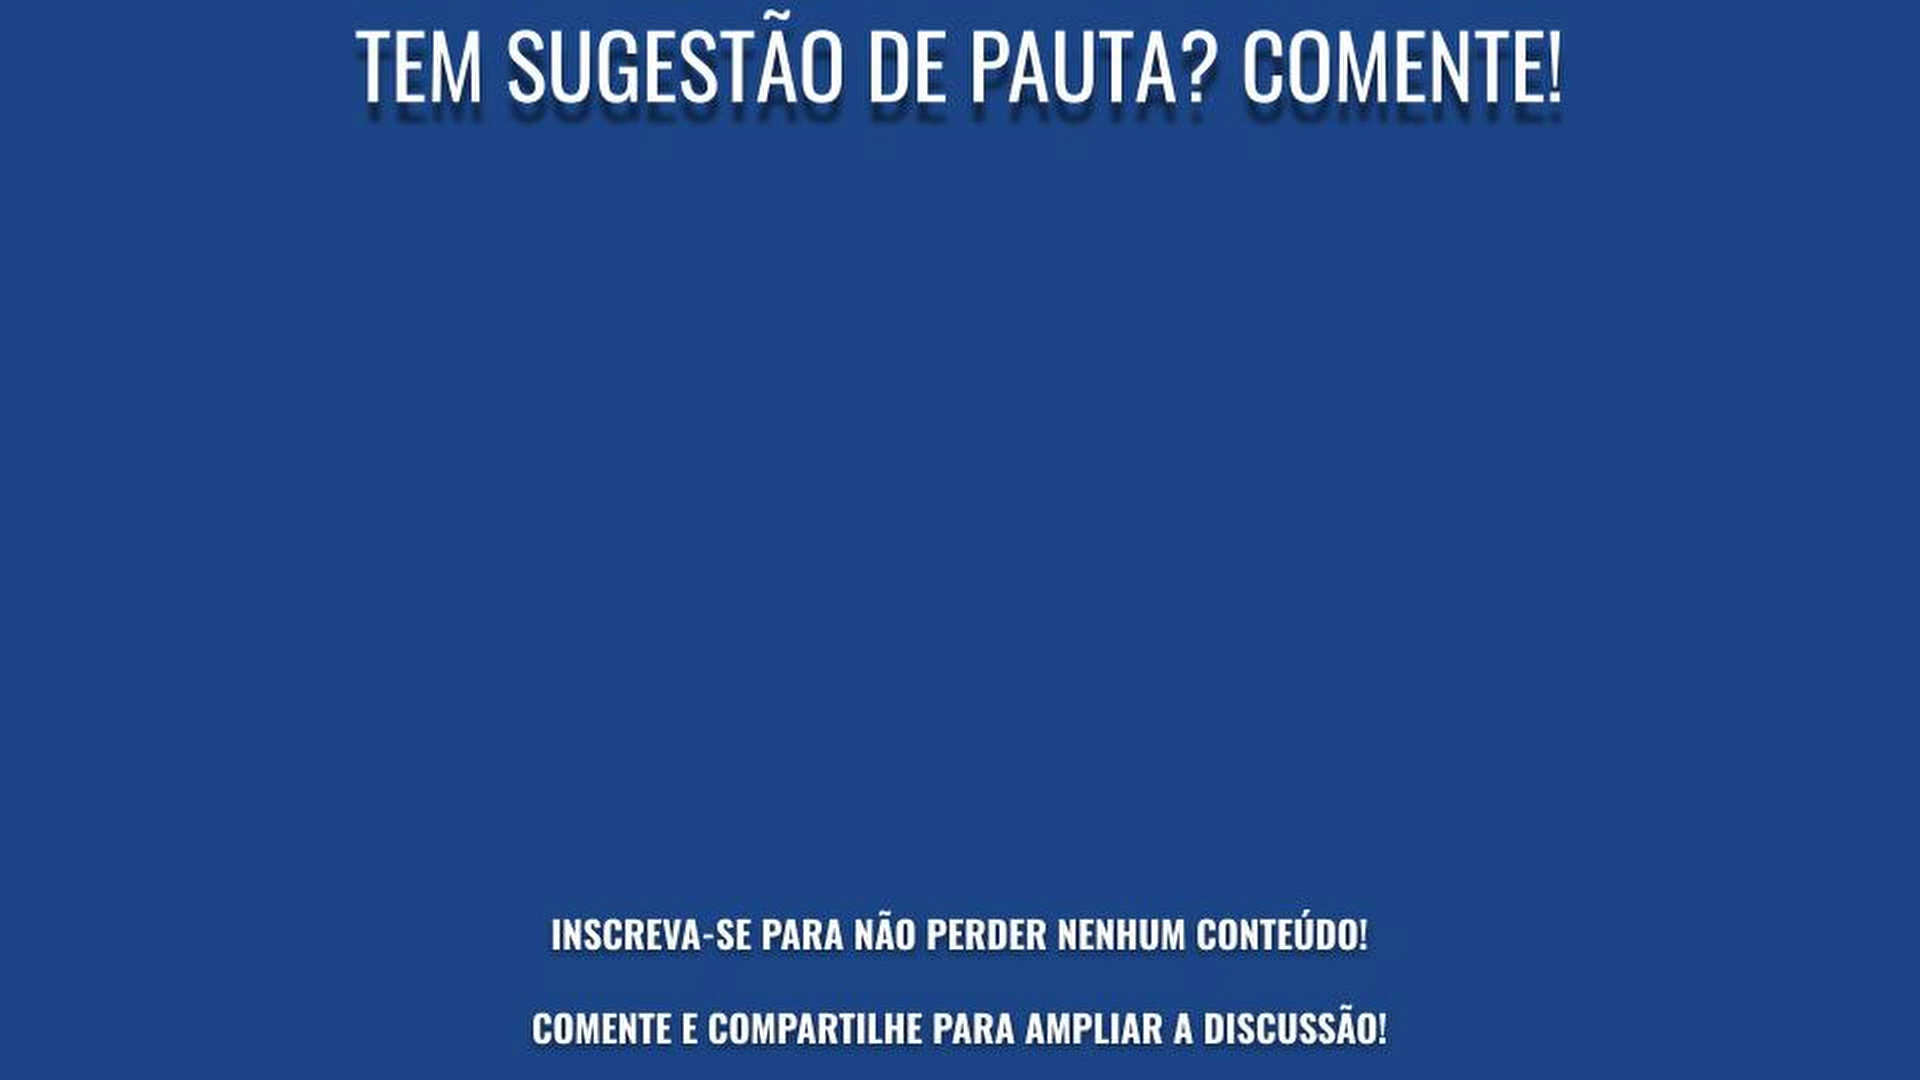 TEM SUGESTÃO DE PAUTA? COMENTE!
INSCREVA-SE PARA NÃO PERDER NENHUM CONTEÚDO!
COMENTE E COMPARTILHE PARA AMPLIAR A DISCUSSÃO!